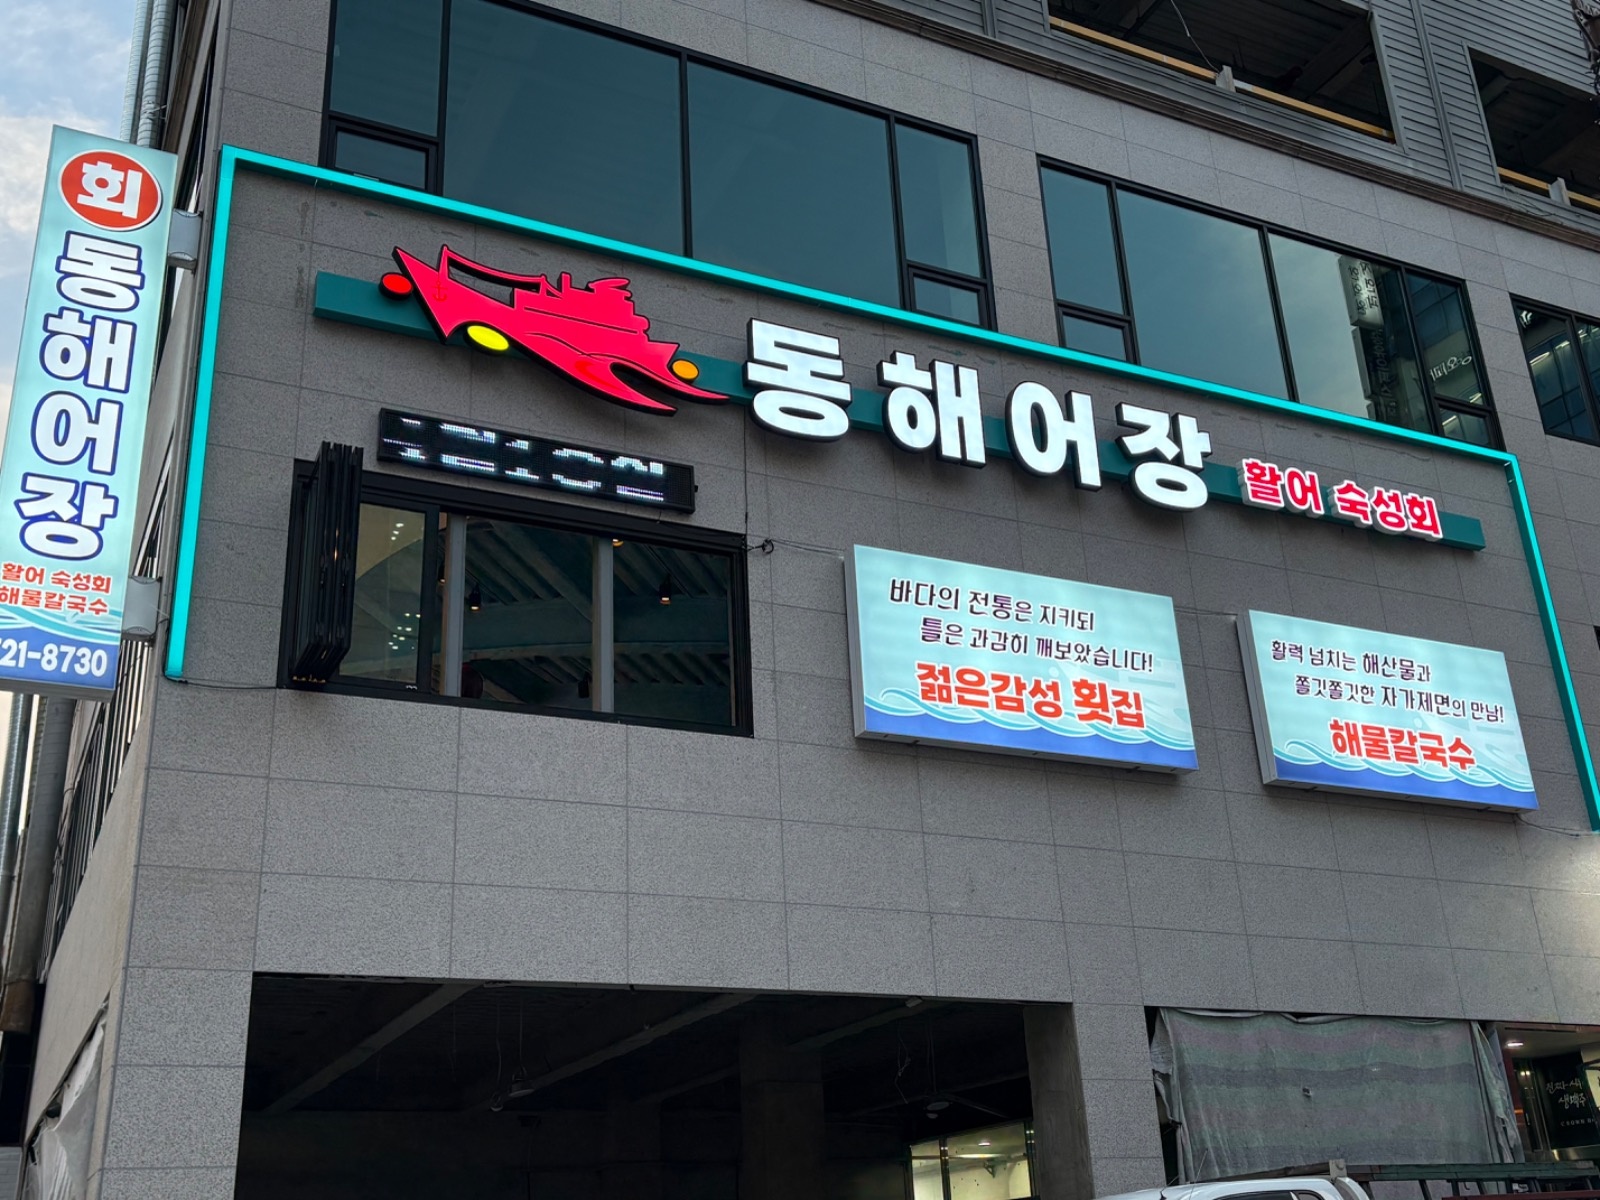 회
동해어장
활어 숙성회
해물칼국수
721-8730
동해어장
활어 숙성회
바다의 전통은 지키되
틀은 과감히 깨보았습니다!
젊은감성 횟집
활력 넘치는 해산물과
쫄깃쫄깃한 자가제면의 만남!
해물칼국수